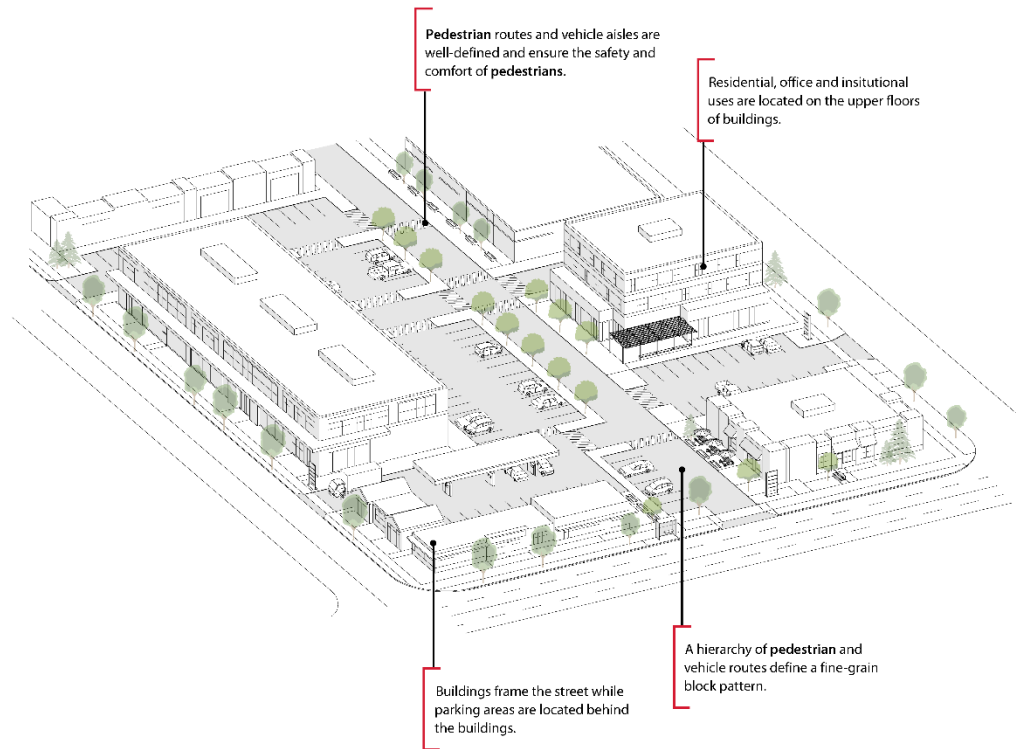 Pedestrian routes and vehicle aisles are
well-defined and ensure the safety and
comfort of pedestrians.
Residential, office and insitutional
uses are located on the upper floors
of buildings.
A hierarchy of pedestrian and
vehicle routes define a fine-grain
block pattern.
Buildings frame the street while
parking areas are located behind
the buildings.